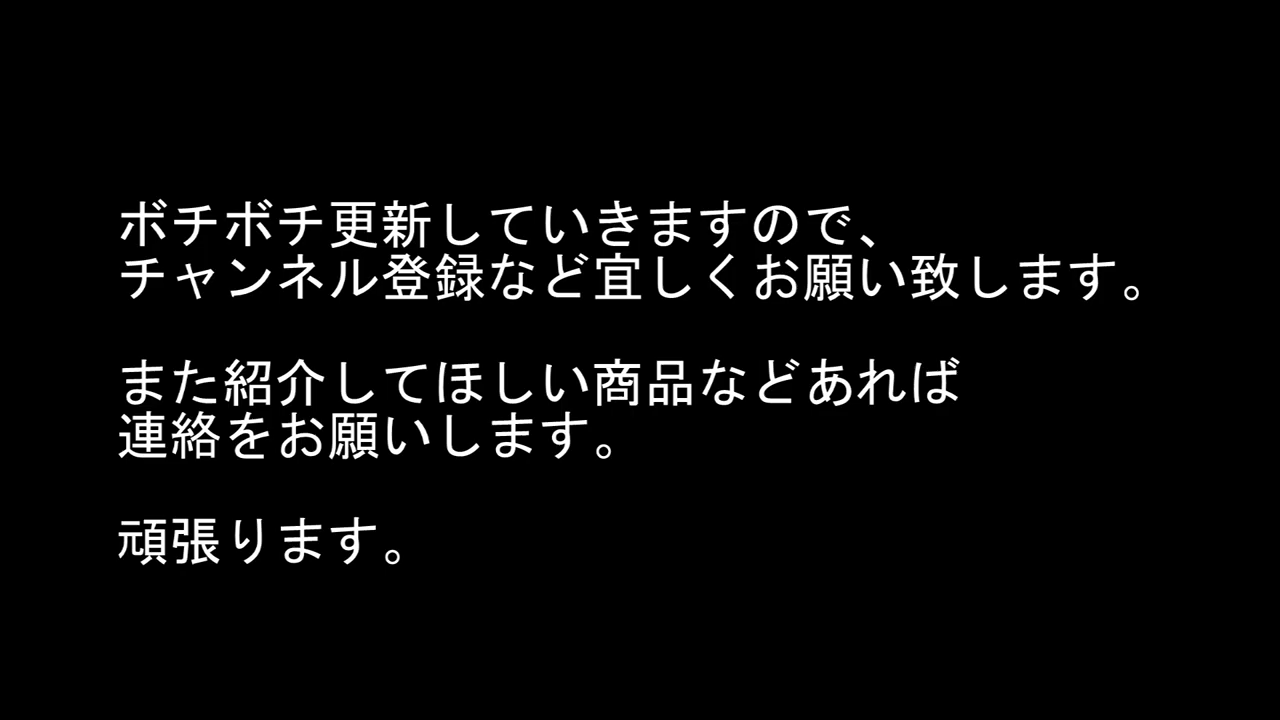 ボチボチ更新していきますので、
チャンネル登録など宜しくお願い致します。
また紹介してほしい商品などあれば
連絡をお願いします。
頑張ります。